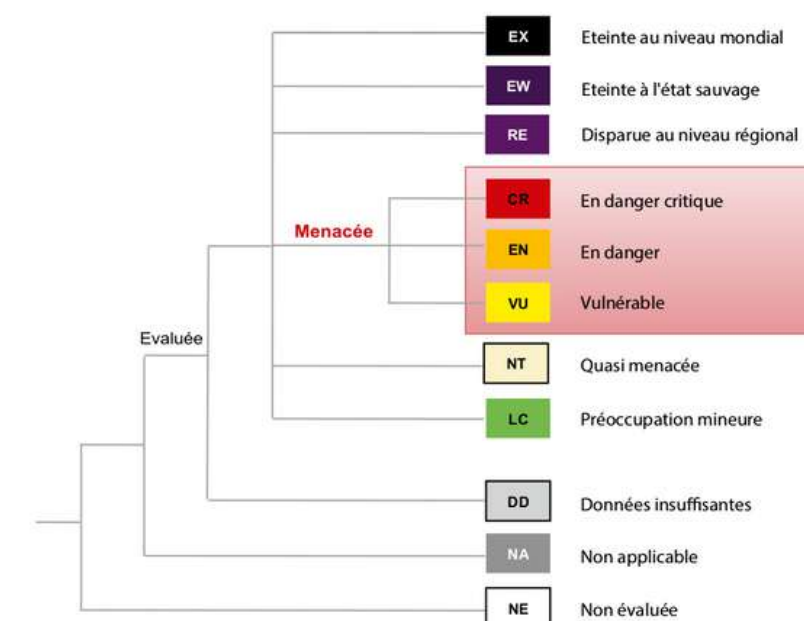 EX Eteinte au niveau mondial
EW Eteinte à l'état sauvage
RE Disparue au niveau régional
CR En danger critique
Menacée
EN En danger
VU Vulnérable
Evaluée
NT Quasi menacée
LC Préoccupation mineure
DD Données insuffisantes
NA Non applicable
NE Non évaluée